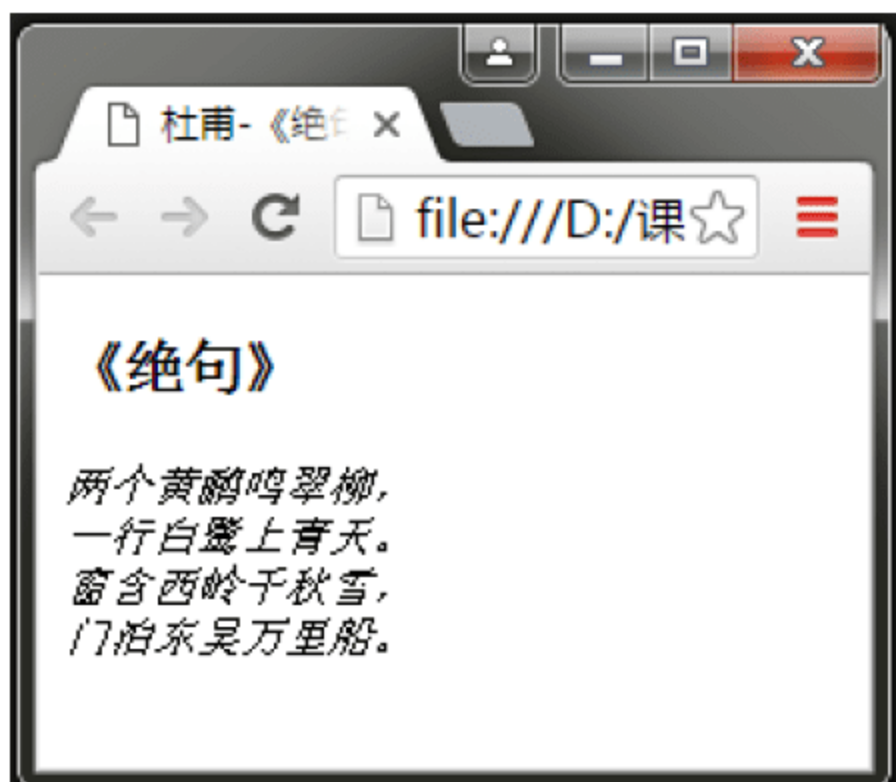 杜甫-《绝
file:///D:/课
《绝句》
两个黄鹂鸣翠柳，
一行白鹭上青天。
窗含西岭千秋雪，
门泊东吴万里船。